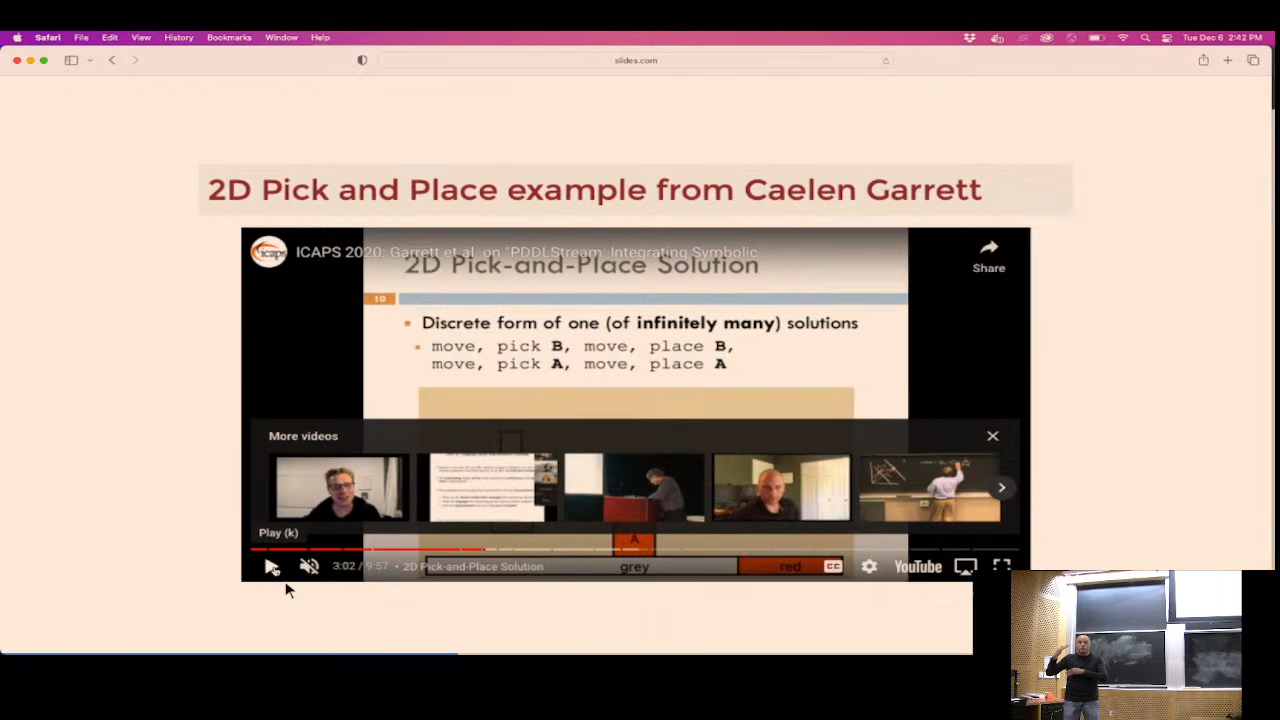 Safari File Edit View History Bookmarks Window Help
Tue Dec 6 2:42 PM
slides.com
2D Pick and Place example from Caelen Garrett
icaps
ICAPS 2020: Garrett et al. on "PDDLStream: Integrating Symbolic ...
Share
2D Pick-and-Place Solution
10
Discrete form of one (of infinitely many) solutions
move, pick B, move, place B,
move, pick A, move, place A
More videos
Play (k)
A
3:02 / 9:57 • 2D Pick-and-Place Solution
grey
red
CC
YouTube